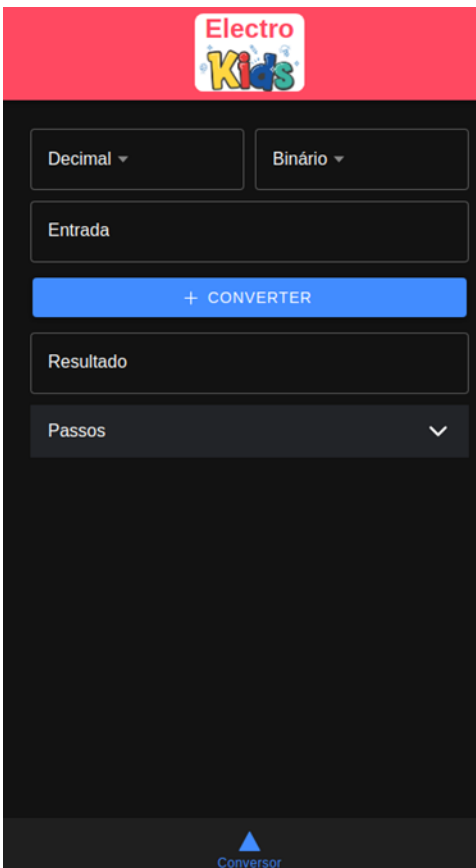 Electro
Kids
Decimal
Binário
Entrada
+ CONVERTER
Resultado
Passos
Conversor